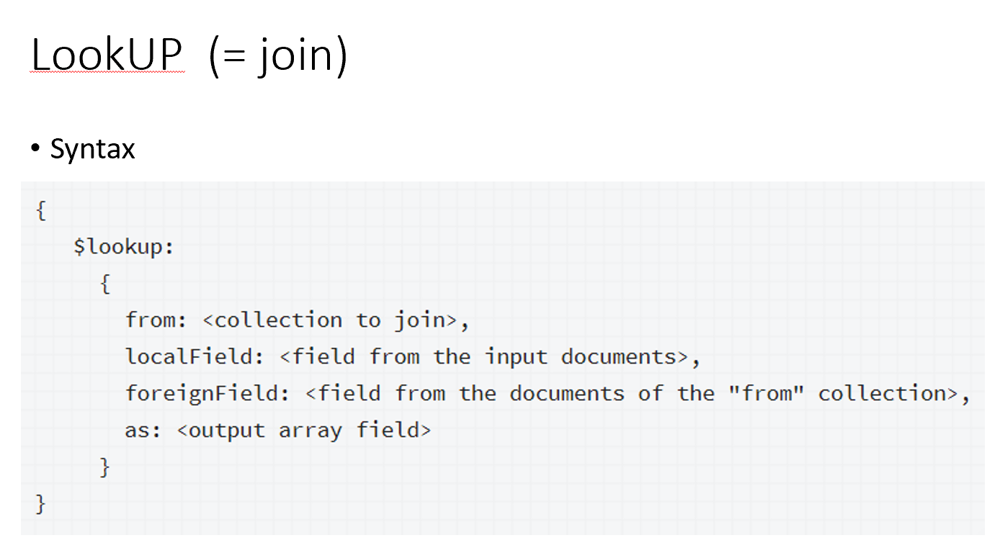 LookUP (= join)
• Syntax
{
$lookup:
{
from: <collection to join>,
localField: <field from the input documents>,
foreignField: <field from the documents of the "from" collection>,
as: <output array field>
}
}